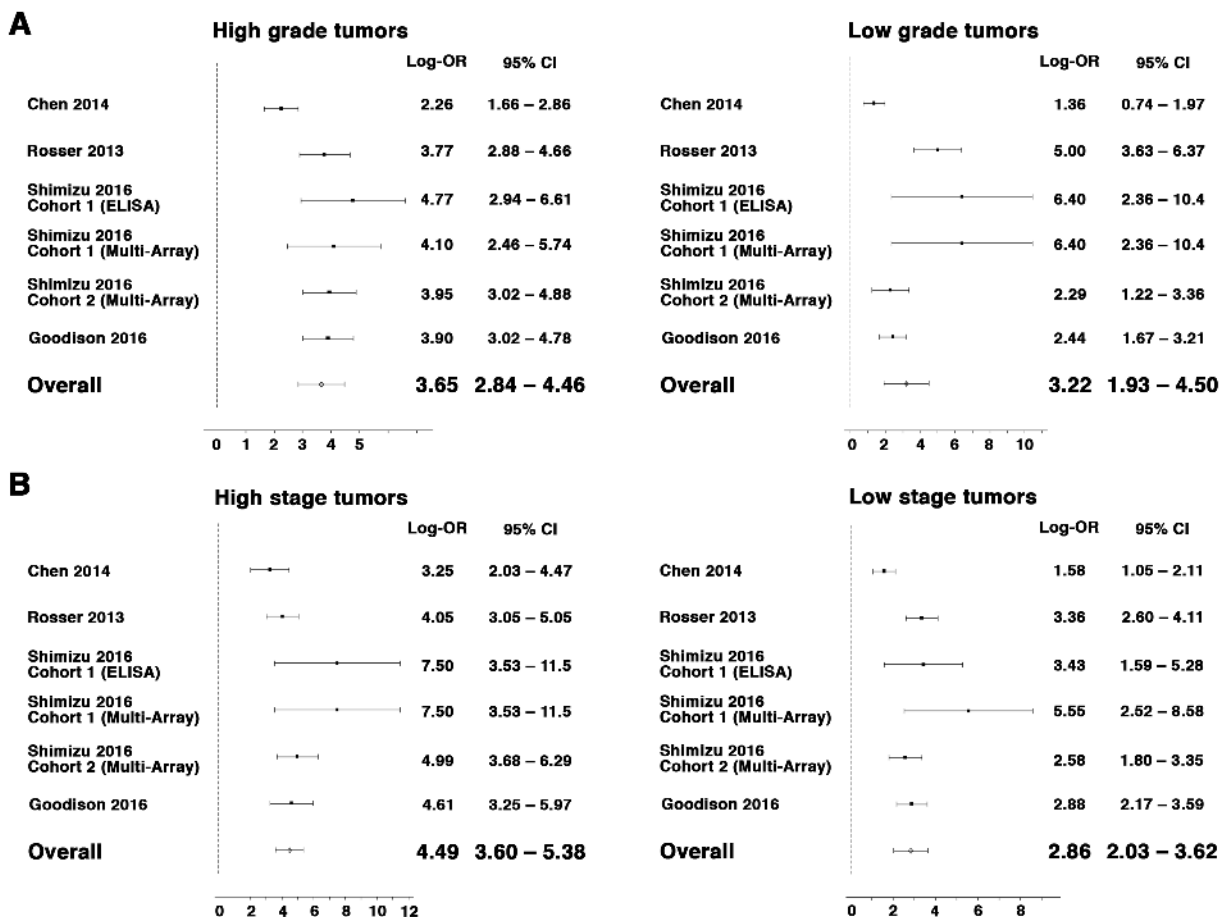 A
High grade tumors
Log-OR 95% CI
Chen 2014 2.26 1.66 – 2.86
Rosser 2013 3.77 2.88 – 4.66
Shimizu 2016
Cohort 1 (ELISA) 4.77 2.94 – 6.61
Shimizu 2016
Cohort 1 (Multi-Array) 4.10 2.46 – 5.74
Shimizu 2016
Cohort 2 (Multi-Array) 3.95 3.02 – 4.88
Goodison 2016 3.90 3.02 – 4.78
Overall 3.65 2.84 – 4.46
0 1 2 3 4 5
Low grade tumors
Log-OR 95% CI
Chen 2014 1.36 0.74 – 1.97
Rosser 2013 5.00 3.63 – 6.37
Shimizu 2016
Cohort 1 (ELISA) 6.40 2.36 – 10.4
Shimizu 2016
Cohort 1 (Multi-Array) 6.40 2.36 – 10.4
Shimizu 2016
Cohort 2 (Multi-Array) 2.29 1.22 – 3.36
Goodison 2016 2.44 1.67 – 3.21
Overall 3.22 1.93 – 4.50
0 2 4 6 8 10
B
High stage tumors
Log-OR 95% CI
Chen 2014 3.25 2.03 – 4.47
Rosser 2013 4.05 3.05 – 5.05
Shimizu 2016
Cohort 1 (ELISA) 7.50 3.53 – 11.5
Shimizu 2016
Cohort 1 (Multi-Array) 7.50 3.53 – 11.5
Shimizu 2016
Cohort 2 (Multi-Array) 4.99 3.68 – 6.29
Goodison 2016 4.61 3.25 – 5.97
Overall 4.49 3.60 – 5.38
0 2 4 6 8 10 12
Low stage tumors
Log-OR 95% CI
Chen 2014 1.58 1.05 – 2.11
Rosser 2013 3.36 2.60 – 4.11
Shimizu 2016
Cohort 1 (ELISA) 3.43 1.59 – 5.28
Shimizu 2016
Cohort 1 (Multi-Array) 5.55 2.52 – 8.58
Shimizu 2016
Cohort 2 (Multi-Array) 2.58 1.80 – 3.35
Goodison 2016 2.88 2.17 – 3.59
Overall 2.86 2.03 – 3.62
0 2 4 6 8